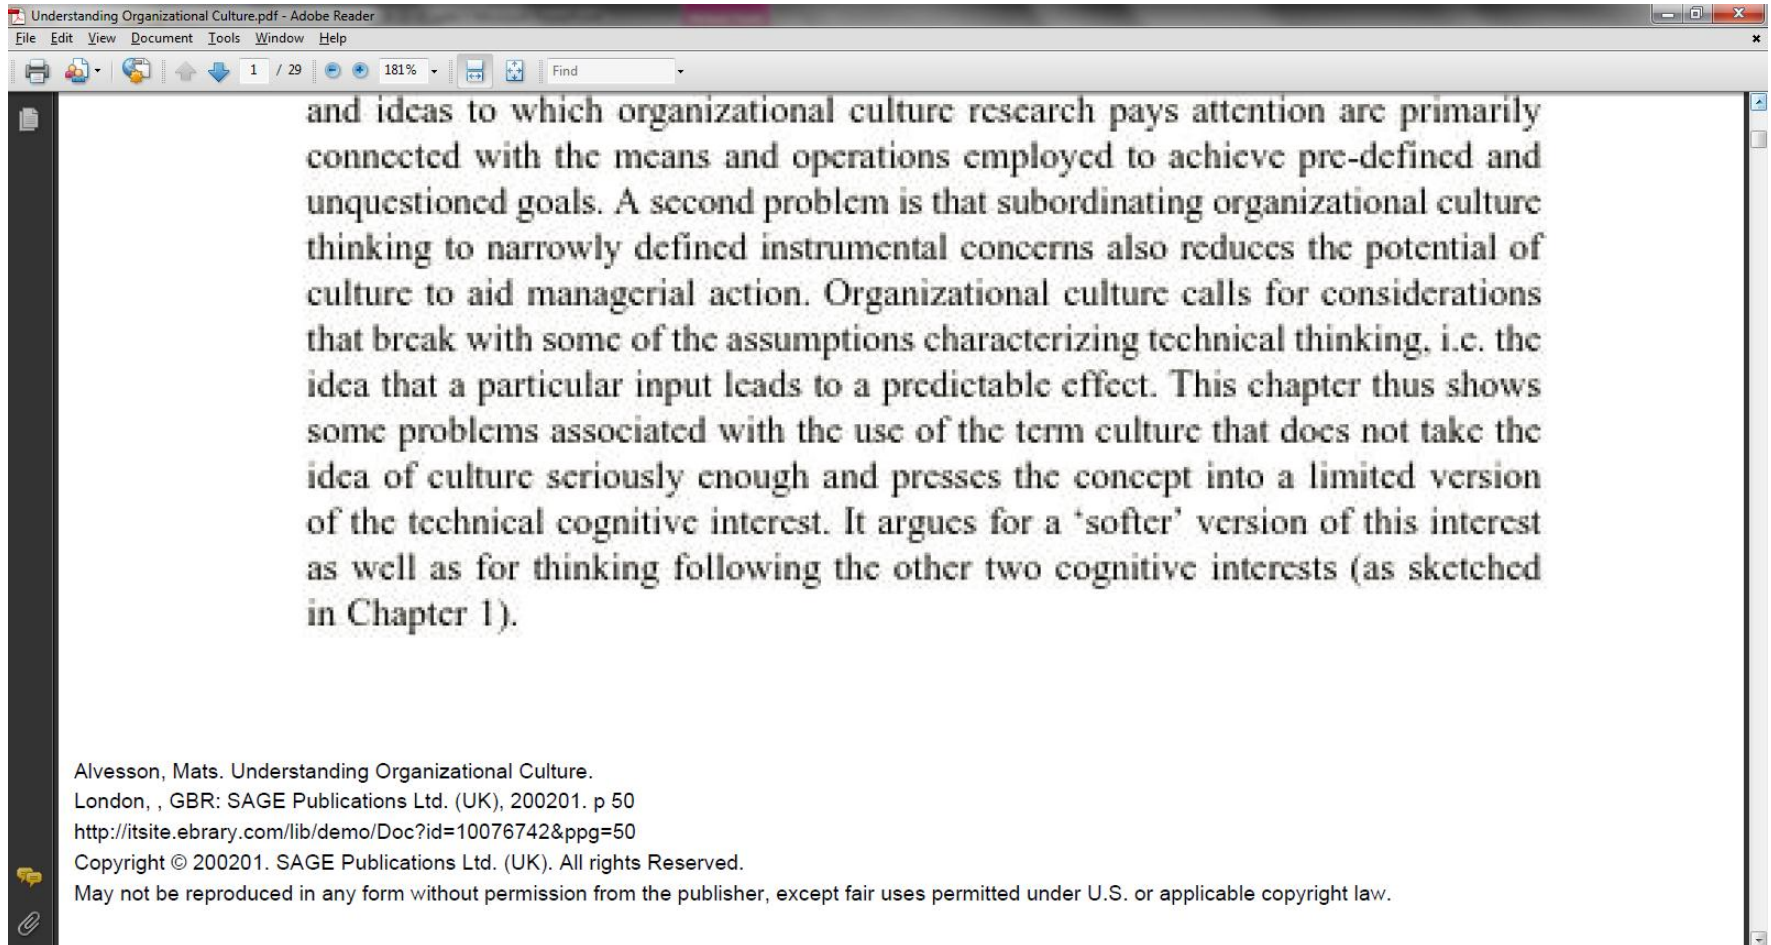 Understanding Organizational Culture.pdf - Adobe Reader
File Edit View Document Tools Window Help
1 / 29 181% Find
and ideas to which organizational culture research pays attention are primarily
connected with the means and operations employed to achieve pre-defined and
unquestioned goals. A second problem is that subordinating organizational culture
thinking to narrowly defined instrumental concerns also reduces the potential of
culture to aid managerial action. Organizational culture calls for considerations
that break with some of the assumptions characterizing technical thinking, i.e. the
idea that a particular input leads to a predictable effect. This chapter thus shows
some problems associated with the use of the term culture that does not take the
idea of culture seriously enough and presses the concept into a limited version
of the technical cognitive interest. It argues for a ‘softer’ version of this interest
as well as for thinking following the other two cognitive interests (as sketched
in Chapter 1).
Alvesson, Mats. Understanding Organizational Culture.
London, , GBR: SAGE Publications Ltd. (UK), 200201. p 50
http://itsite.ebrary.com/lib/demo/Doc?id=10076742&ppg=50
Copyright © 200201. SAGE Publications Ltd. (UK). All rights Reserved.
May not be reproduced in any form without permission from the publisher, except fair uses permitted under U.S. or applicable copyright law.